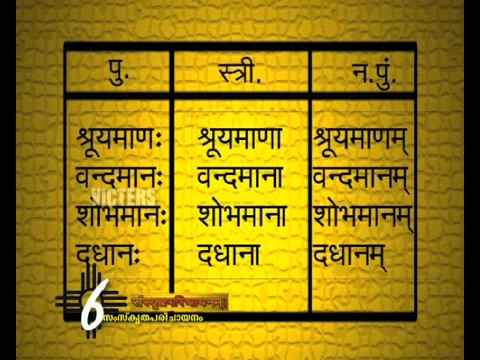 पु. स्त्री. न.पुं.
श्रूयमाणः श्रूयमाणा श्रूयमाणम्
वन्दमानः वन्दमाना वन्दमानम्
VICTERS
शोभमानः शोभमाना शोभमानम्
दधानः दधाना दधानम्
6
संस्कृतपरिचायनम्
സംസ്കൃതപരിചായനം